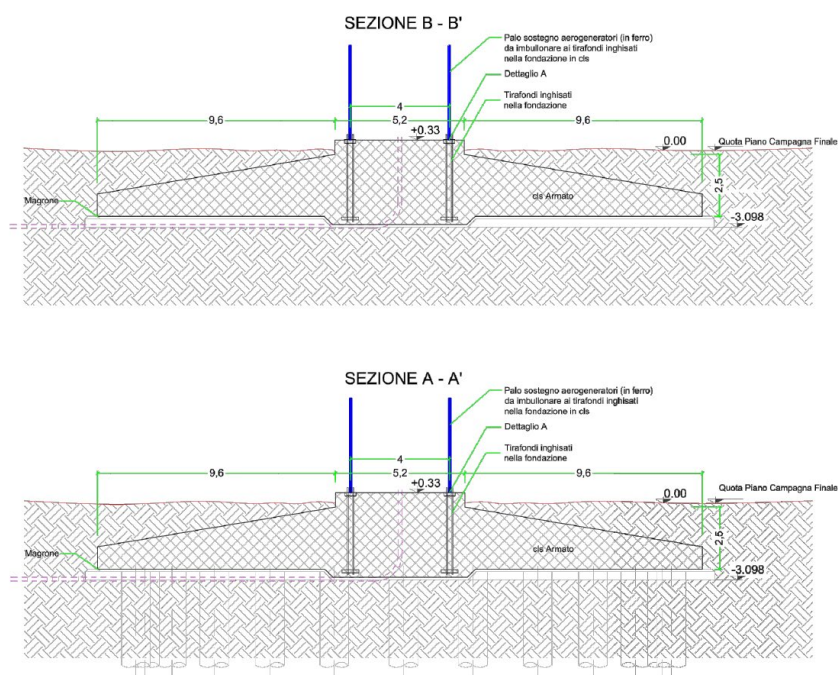 SEZIONE B - B'
Palo sostegno aerogeneratori (in ferro)
da imbullonare ai tirafondi inghisati
nella fondazione in cls
Dettaglio A
Tirafondi inghisati
nella fondazione
4
9,6
5,2
9,6
+0.33
0.00
Quota Piano Campagna Finale
2,5
Magrone
cls Armato
-3.098
SEZIONE A - A'
Palo sostegno aerogeneratori (in ferro)
da imbullonare ai tirafondi inghisati
nella fondazione in cls
Dettaglio A
Tirafondi inghisati
nella fondazione
4
9,6
5,2
9,6
+0.33
0.00
Quota Piano Campagna Finale
2,5
Magrone
cls Armato
-3.098